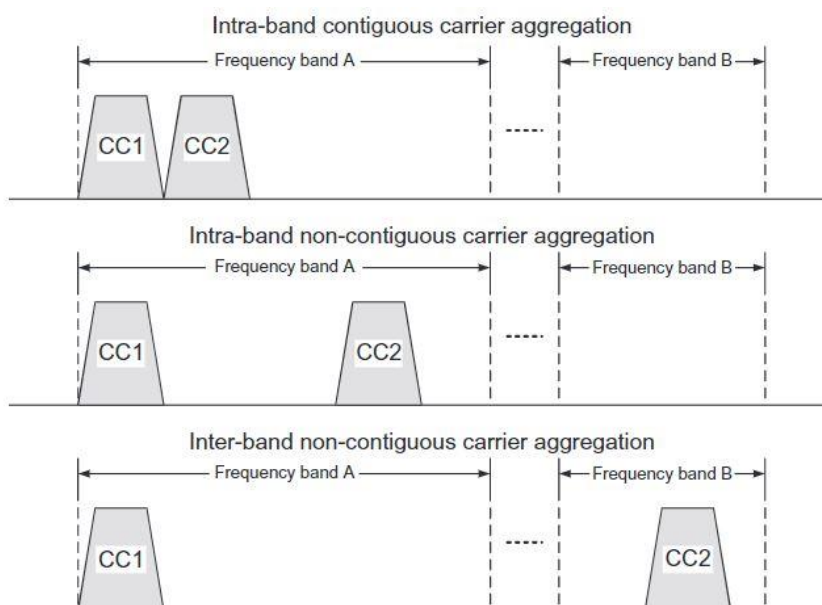 Intra-band contiguous carrier aggregation
Frequency band A
Frequency band B
CC1
CC2
Intra-band non-contiguous carrier aggregation
Frequency band A
Frequency band B
CC1
CC2
Inter-band non-contiguous carrier aggregation
Frequency band A
Frequency band B
CC1
CC2